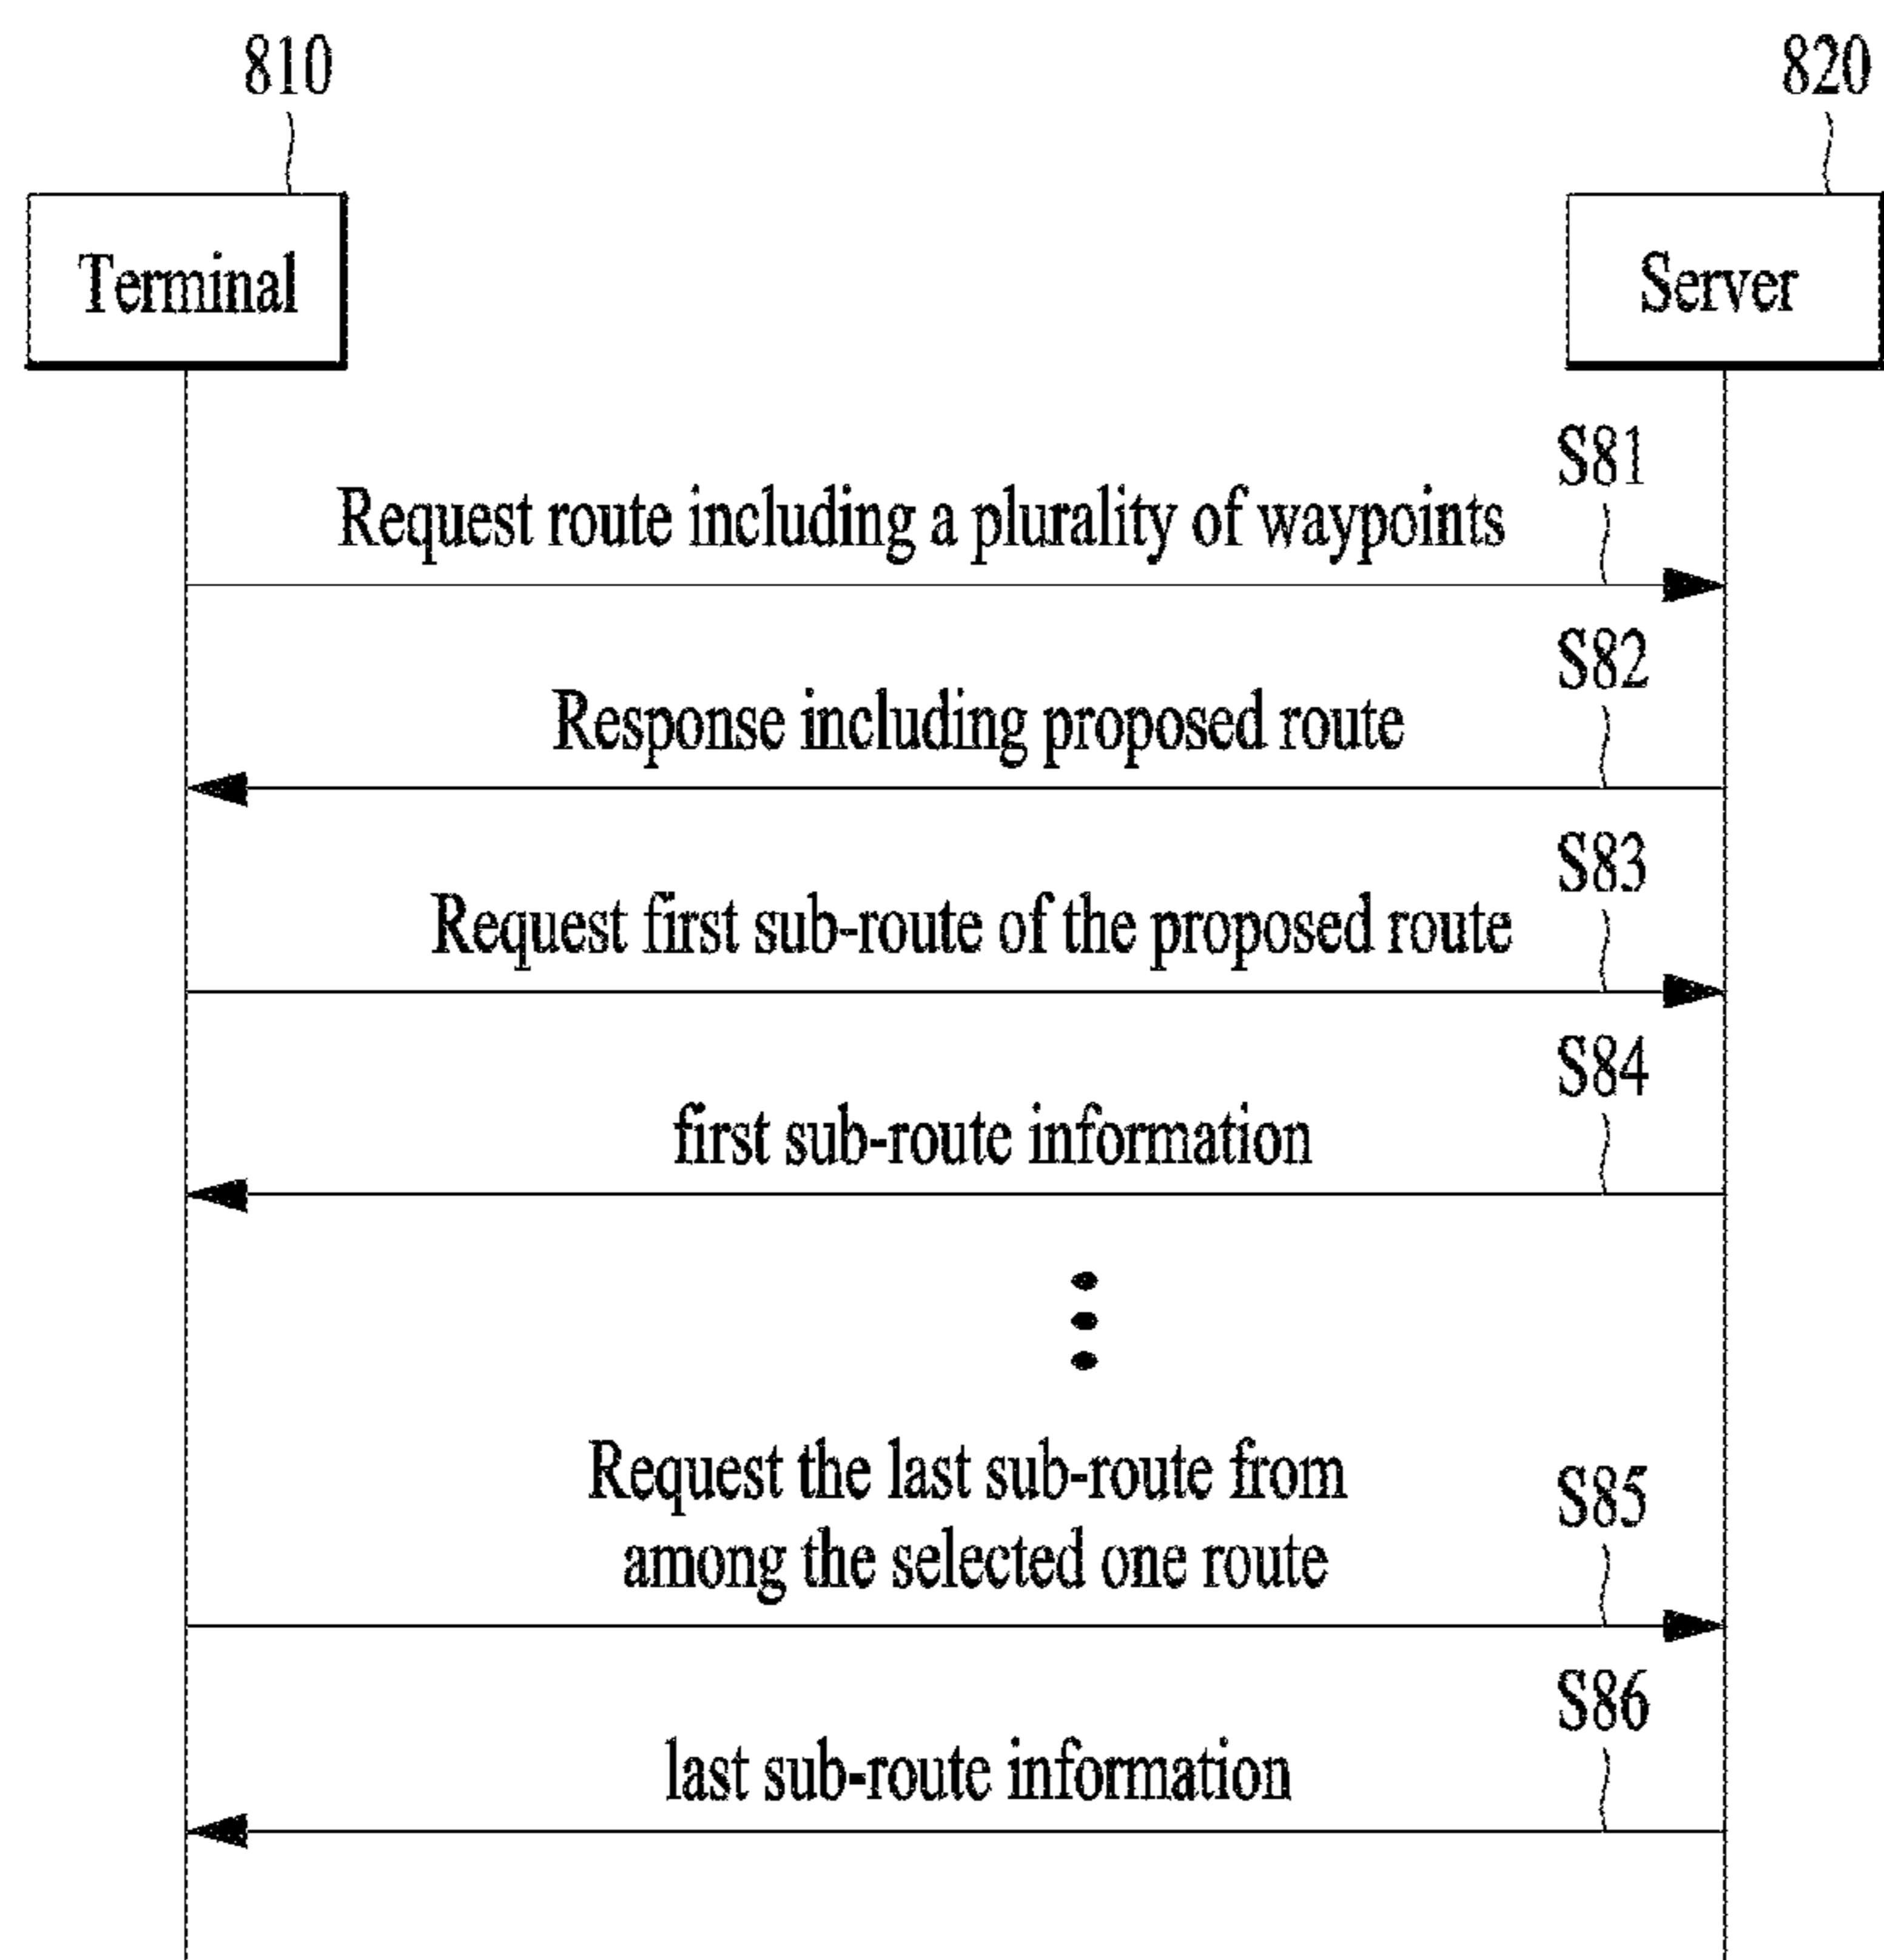 810
820
Terminal
Server
S81
Request route including a plurality of waypoints
S82
Response including proposed route
S83
Request first sub-route of the proposed route
S84
first sub-route information
Request the last sub-route from
S85
among the selected one route
S86
last sub-route information